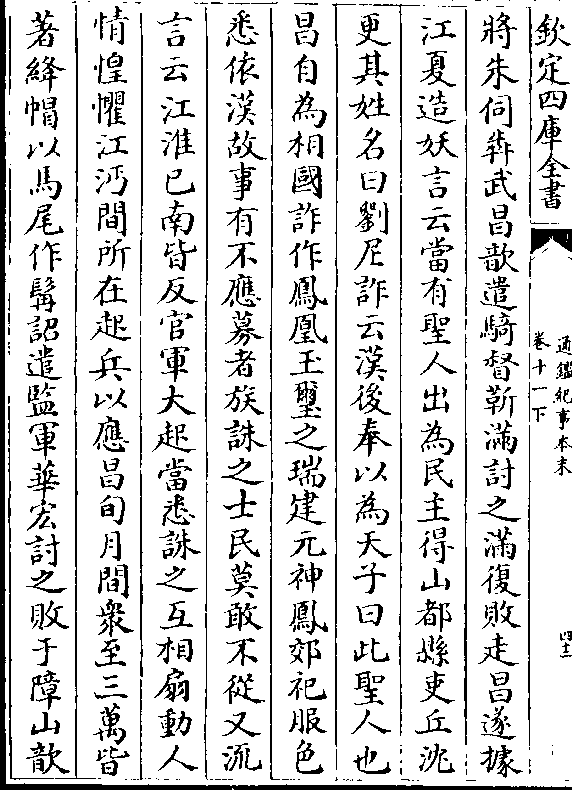 欽定四庫全書
通鑑紀事本末
卷十一下
四十二
將朱伺犇武昌歆遣騎督靳滿討之滿復敗走昌遂據
江夏造妖言云當有聖人出為民主得山都縣吏丘沈
更其姓名曰劉尼詐云漢後奉以為天子曰此聖人也
昌自為相國詐作鳳凰玉璽之瑞建元神鳳郊祀服色
悉依漢故事有不應募者族誅之士民莫敢不從又流
言云江淮已南皆反官軍大起當悉誅之互相扇動人
情惶懼江沔間所在起兵以應昌旬月間衆至三萬皆
著絳帽以馬尾作髯詔遣監軍華宏討之敗于障山歆